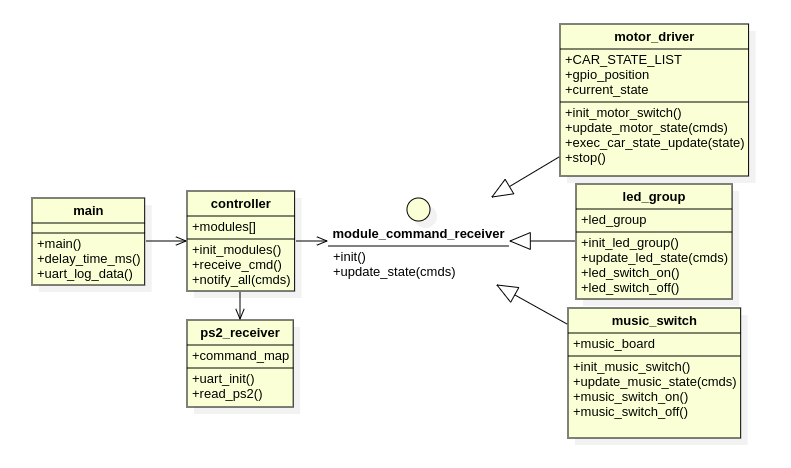 main
+main()
+delay_time_ms()
+uart_log_data()
controller
+modules[]
+init_modules()
+receive_cmd()
+notify_all(cmds)
ps2_receiver
+command_map
+uart_init()
+read_ps2()
module_command_receiver
+init()
+update_state(cmds)
motor_driver
+CAR_STATE_LIST
+gpio_position
+current_state
+init_motor_switch()
+update_motor_state(cmds)
+exec_car_state_update(state)
+stop()
led_group
+led_group
+init_led_group()
+update_led_state(cmds)
+led_switch_on()
+led_switch_off()
music_switch
+music_board
+init_music_switch()
+update_music_state(cmds)
+music_switch_on()
+music_switch_off()